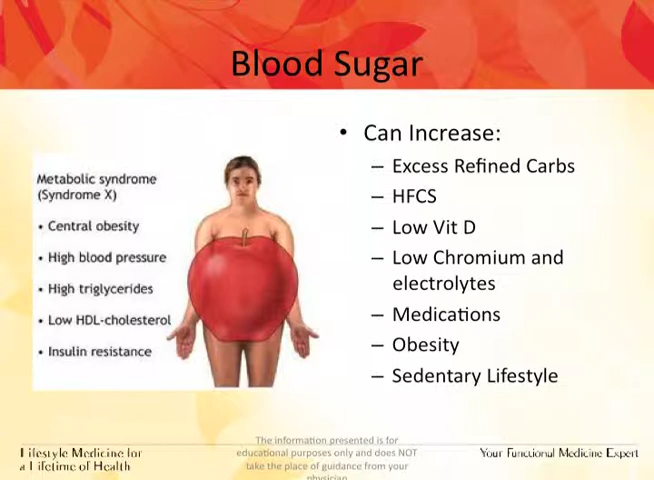 Blood Sugar
Metabolic syndrome
(Syndrome X)
• Central obesity
• High blood pressure
• High triglycerides
• Low HDL-cholesterol
• Insulin resistance
• Can Increase:
– Excess Refined Carbs
– HFCS
– Low Vit D
– Low Chromium and
electrolytes
– Medications
– Obesity
– Sedentary Lifestyle
Lifestyle Medicine for
a Lifetime of Health
The information presented is for
educational purposes only and does NOT
take the place of guidance from your
physician
Your Functional Medicine Expert